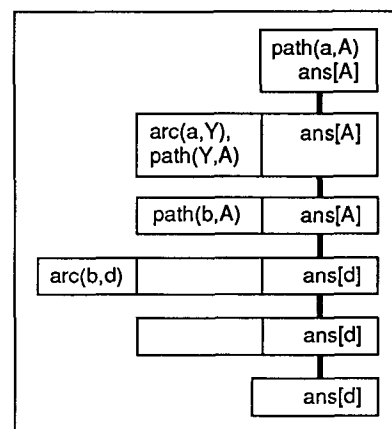 path(a,A)
ans[A]
arc(a,Y), ans[A]
path(Y,A)
path(b,A) ans[A]
arc(b,d) ans[d]
ans[d]
ans[d]